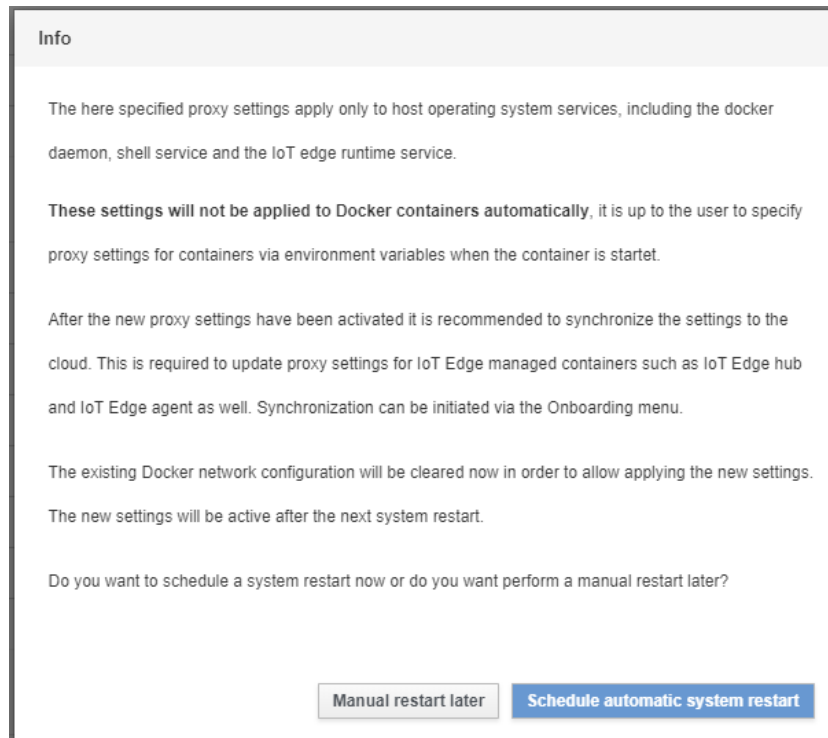 Info
The here specified proxy settings apply only to host operating system services, including the docker
daemon, shell service and the IoT edge runtime service.
These settings will not be applied to Docker containers automatically, it is up to the user to specify
proxy settings for containers via environment variables when the container is startet.
After the new proxy settings have been activated it is recommended to synchronize the settings to the
cloud. This is required to update proxy settings for IoT Edge managed containers such as IoT Edge hub
and IoT Edge agent as well. Synchronization can be initiated via the Onboarding menu.
The existing Docker network configuration will be cleared now in order to allow applying the new settings.
The new settings will be active after the next system restart.
Do you want to schedule a system restart now or do you want perform a manual restart later?
Manual restart later
Schedule automatic system restart